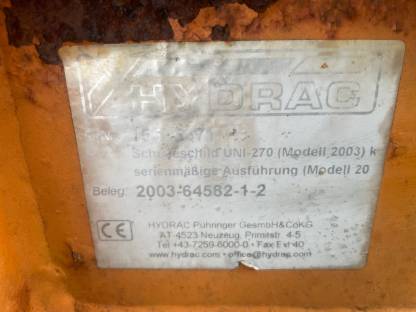 HYDRAC
Schneeschild UNI-270 (Modell 2003) k
serienmäßige Ausführung (Modell 20
Beleg: 2003-64582-1-2
CE
HYDRAC Pühringer GesmbH&CoKG
AT-4523 Neuzeug, Primstr. 4-5
Tel +43-7259-6000-0 • Fax Ext 40
www.hydrac.com • office@hydrac.com